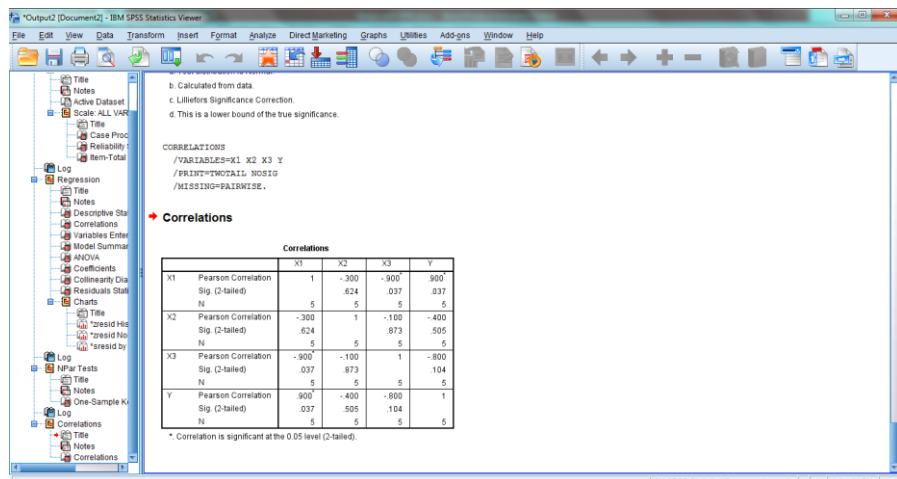 *Output2 [Document2] - IBM SPSS Statistics Viewer
File Edit View Data Transform Insert Format Analyze Direct Marketing Graphs Utilities Add-ons Window Help
Title
Notes
Active Dataset
Scale: ALL VAR
Title
Case Proc
Reliability
Item-Total
Log
Regression
Title
Notes
Descriptive Sta
Correlations
Variables Enter
Model Summar
ANOVA
Coefficients
Collinearity Dia
Residuals Stati
Charts
Title
*zresid His
*zresid No
*sresid by
Log
NPar Tests
Title
Notes
One-Sample K
Log
Correlations
Title
Notes
Correlations
b. Calculated from data.
c. Lilliefors Significance Correction.
d. This is a lower bound of the true significance.
CORRELATIONS
/VARIABLES=X1 X2 X3 Y
/PRINT=TWOTAIL NOSIG
/MISSING=PAIRWISE.
Correlations
Correlations
X1 X2 X3 Y
X1 Pearson Correlation 1 -.300 -.900* .900*
Sig. (2-tailed) .624 .037 .037
N 5 5 5 5
X2 Pearson Correlation -.300 1 -.100 -.400
Sig. (2-tailed) .624 .873 .505
N 5 5 5 5
X3 Pearson Correlation -.900* -.100 1 -.800
Sig. (2-tailed) .037 .873 .104
N 5 5 5 5
Y Pearson Correlation .900* -.400 -.800 1
Sig. (2-tailed) .037 .505 .104
N 5 5 5 5
*. Correlation is significant at the 0.05 level (2-tailed).